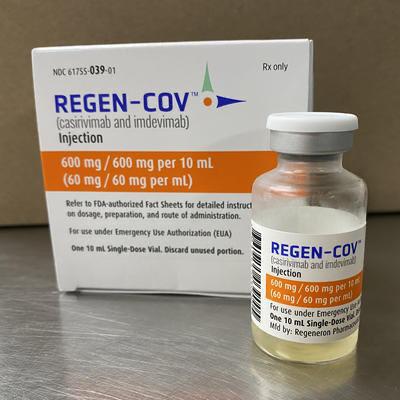 NDC 61755-039-01
Rx only
REGEN-COV™
(casirivimab and imdevimab)
Injection
600 mg / 600 mg per 10 mL
(60 mg / 60 mg per mL)
Refer to FDA-authorized Fact Sheets for detailed
on dosage, preparation, and route of administration.
For use under Emergency Use Authorization (EUA)
One 10 mL Single-Dose Vial. Discard unused portion.
REGEN-COV™
(casirivimab and imdevimab)
Injection
600 mg / 600 mg per 10 mL
(60 mg / 60 mg per mL)
For use under Emergency Use
One 10 mL Single-Dose Vial.
Mfd by: Regeneron